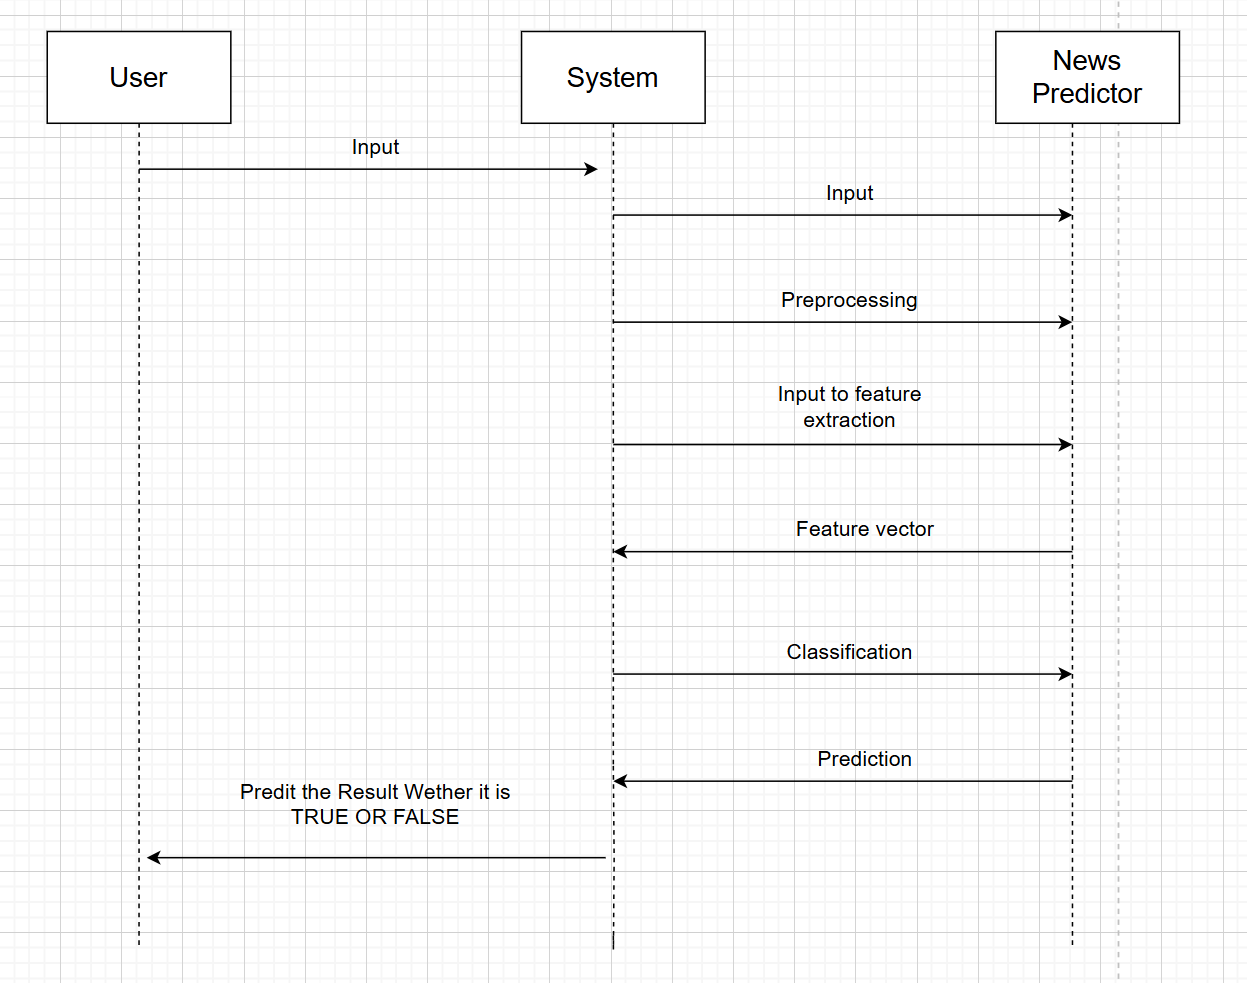 User
System
News
Predictor
Input
Input
Preprocessing
Input to feature
extraction
Feature vector
Classification
Prediction
Predit the Result Wether it is
TRUE OR FALSE